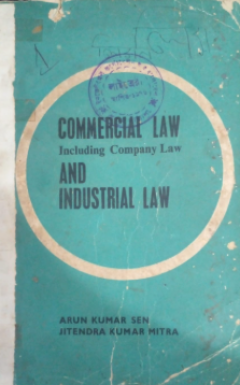 COMMERCIAL LAW
Including Company Law
AND
INDUSTRIAL LAW
ARUN KUMAR SEN
JITENDRA KUMAR MITRA